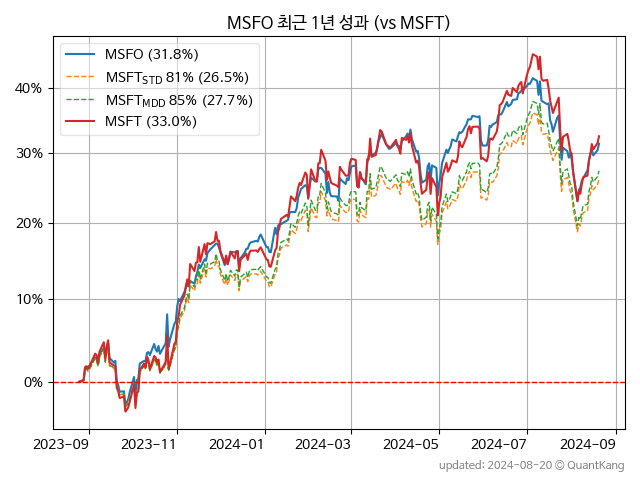 MSFO 최근 1년 성과 (vs MSFT)
MSFO (31.8%)
MSFT_STD 81% (26.5%)
MSFT_MDD 85% (27.7%)
MSFT (33.0%)
40%
30%
20%
10%
0%
2023-09 2023-11 2024-01 2024-03 2024-05 2024-07 2024-09
updated: 2024-08-20 © QuantKang